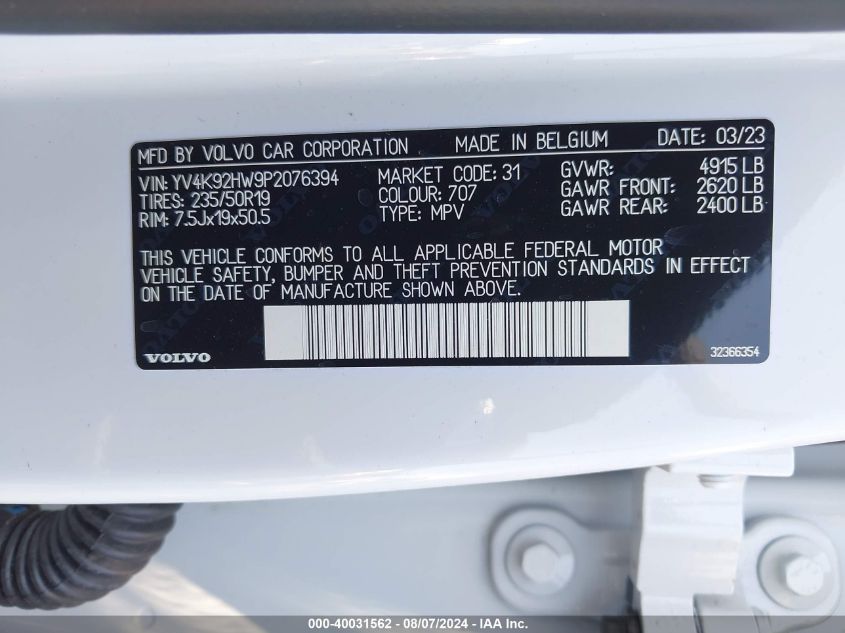 MFD BY VOLVO CAR CORPORATION MADE IN BELGIUM DATE: 03/23
VIN: YV4K92HW9P2076394 MARKET CODE: 31 GVWR: 4915 LB
TIRES: 235/50R19 COLOUR: 707 GAWR FRONT: 2620 LB
RIM: 7.5Jx19x50.5 TYPE: MPV GAWR REAR: 2400 LB
THIS VEHICLE CONFORMS TO ALL APPLICABLE FEDERAL MOTOR
VEHICLE SAFETY, BUMPER AND THEFT PREVENTION STANDARDS IN EFFECT
ON THE DATE OF MANUFACTURE SHOWN ABOVE.
VOLVO 32366354
000-40031562 - 08/07/2024 - IAA Inc.